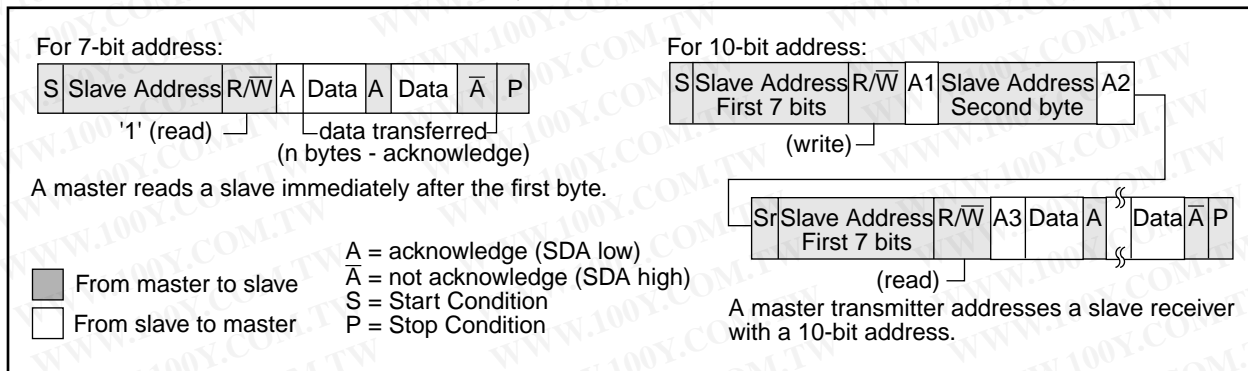 For 7-bit address:
S Slave Address R/W̅ A Data A Data A̅ P
'1' (read)
data transferred
(n bytes - acknowledge)
A master reads a slave immediately after the first byte.
From master to slave
From slave to master
A = acknowledge (SDA low)
A̅ = not acknowledge (SDA high)
S = Start Condition
P = Stop Condition
For 10-bit address:
S Slave Address First 7 bits R/W̅ A1 Slave Address Second byte A2
(write)
Sr Slave Address First 7 bits R/W̅ A3 Data A Data A̅ P
(read)
A master transmitter addresses a slave receiver
with a 10-bit address.
WWW.100Y.COM.TW